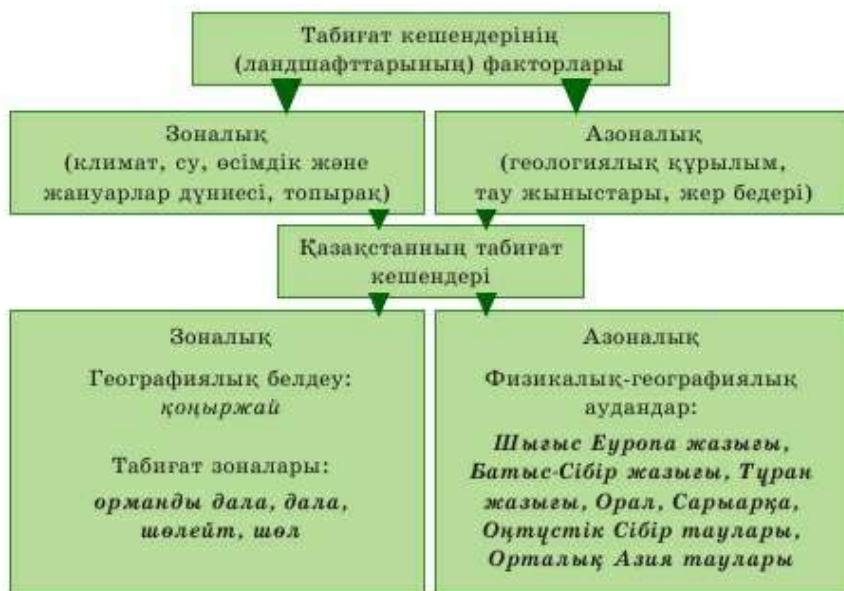 Табиғат кешендерінің
(ландшафттарының) факторлары
Зоналық
(климат, су, өсімдік және
жануарлар дүниесі, топырақ)
Азоналық
(геологиялық құрылым,
тау жыныстары, жер бедері)
Қазақстанның табиғат
кешендері
Зоналық
Географиялық белдеу:
қоңыржай
Табиғат зоналары:
орманды дала, дала,
шөлейт, шөл
Азоналық
Физикалық-географиялық
аудандар:
Шығыс Еуропа жазығы,
Батыс-Сібір жазығы, Тұран
жазығы, Орал, Сарыарқа,
Оңтүстік Сібір таулары,
Орталық Азия таулары